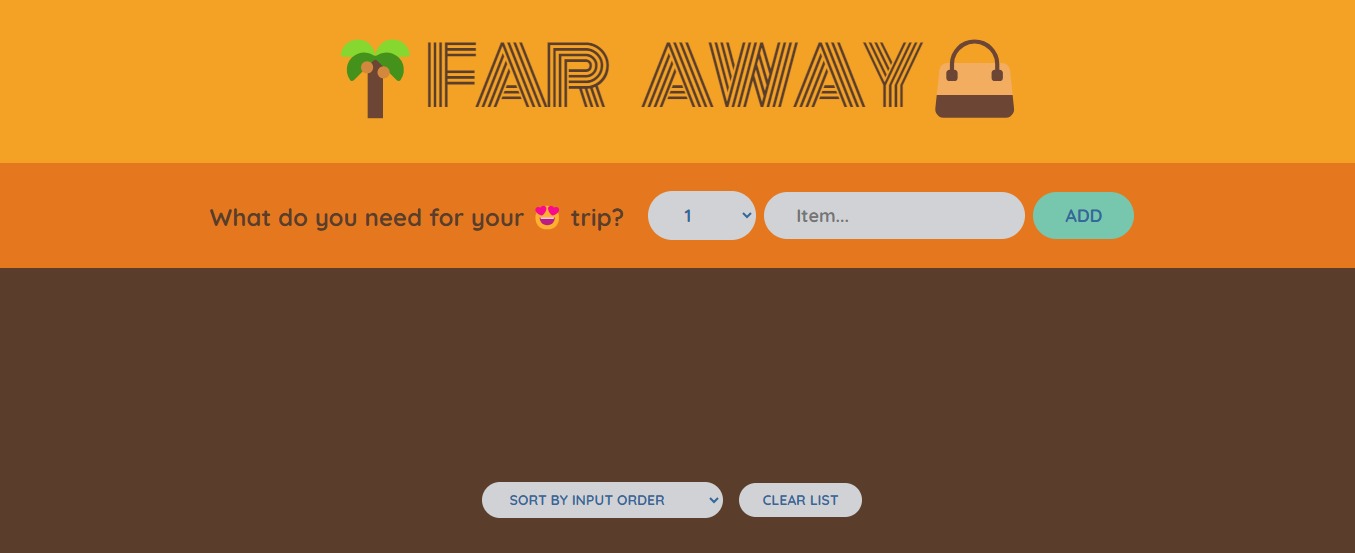 🌴 FAR AWAY 👜
What do you need for your 😍 trip? 1 Item... ADD
SORT BY INPUT ORDER CLEAR LIST